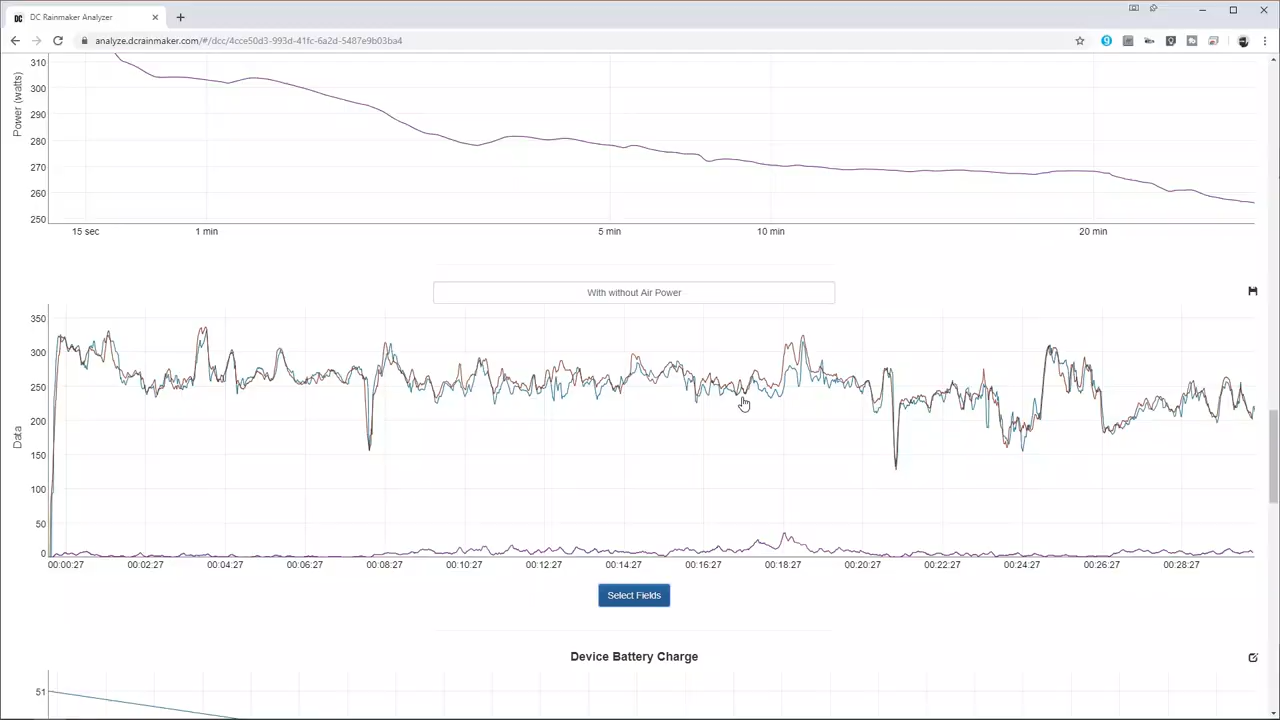 DC
DC Rainmaker Analyzer
analyze.dcrainmaker.com/#/dcc/4cce50d3-993d-41fc-6a2d-5487e9b03ba4
Power (watts)
310
300
290
280
270
260
250
15 sec
1 min
5 min
10 min
20 min
With without Air Power
Data
350
300
250
200
150
100
50
0
00:00:27
00:02:27
00:04:27
00:06:27
00:08:27
00:10:27
00:12:27
00:14:27
00:16:27
00:18:27
00:20:27
00:22:27
00:24:27
00:26:27
00:28:27
Select Fields
Device Battery Charge
51